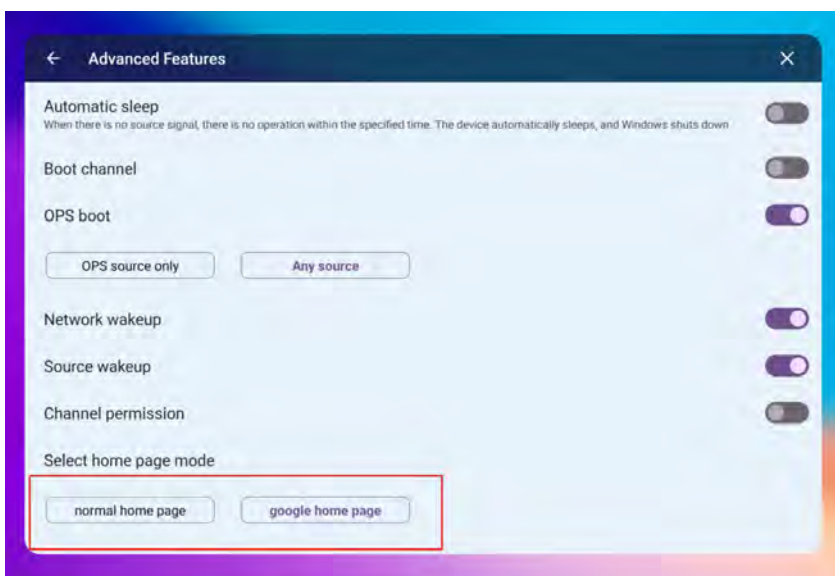 Advanced Features
Automatic sleep
When there is no source signal, there is no operation within the specified time. The device automatically sleeps, and Windows shuts down
Boot channel
OPS boot
OPS source only
Any source
Network wakeup
Source wakeup
Channel permission
Select home page mode
normal home page
google home page